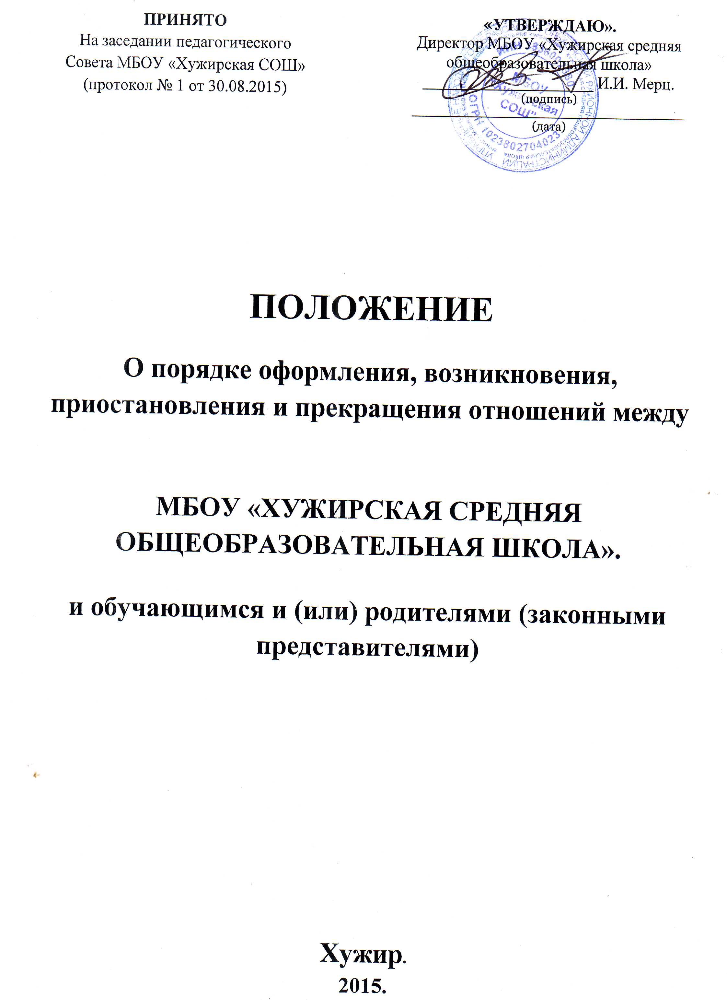 ПРИНЯТО
На заседании педагогического
Совета МБОУ «Хужирская СОШ»
(протокол № 1 от 30.08.2015)
«УТВЕРЖДАЮ».
Директор МБОУ «Хужирская средняя
общеобразовательная школа»
И.И. Мерц.
(подпись)
(дата)
МБОУ
"Хужирская
СОШ"
ОГРН 1023802704023
ПОЛОЖЕНИЕ
О порядке оформления, возникновения,
приостановления и прекращения отношений между
МБОУ «ХУЖИРСКАЯ СРЕДНЯЯ
ОБЩЕОБРАЗОВАТЕЛЬНАЯ ШКОЛА».
и обучающимся и (или) родителями (законными
представителями)
Хужир.
2015.